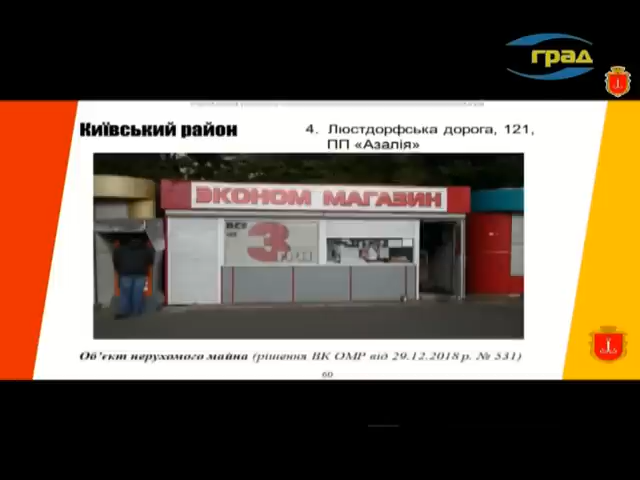 град
Київський район
4. Люстдорфська дорога, 121,
ПП «Азалія»
ЭКОНОМ МАГАЗИН
ВСЕ
3
Об’єкт нерухомого майна (рішення ВК ОМР від 29.12.2018 р. № 531)
60